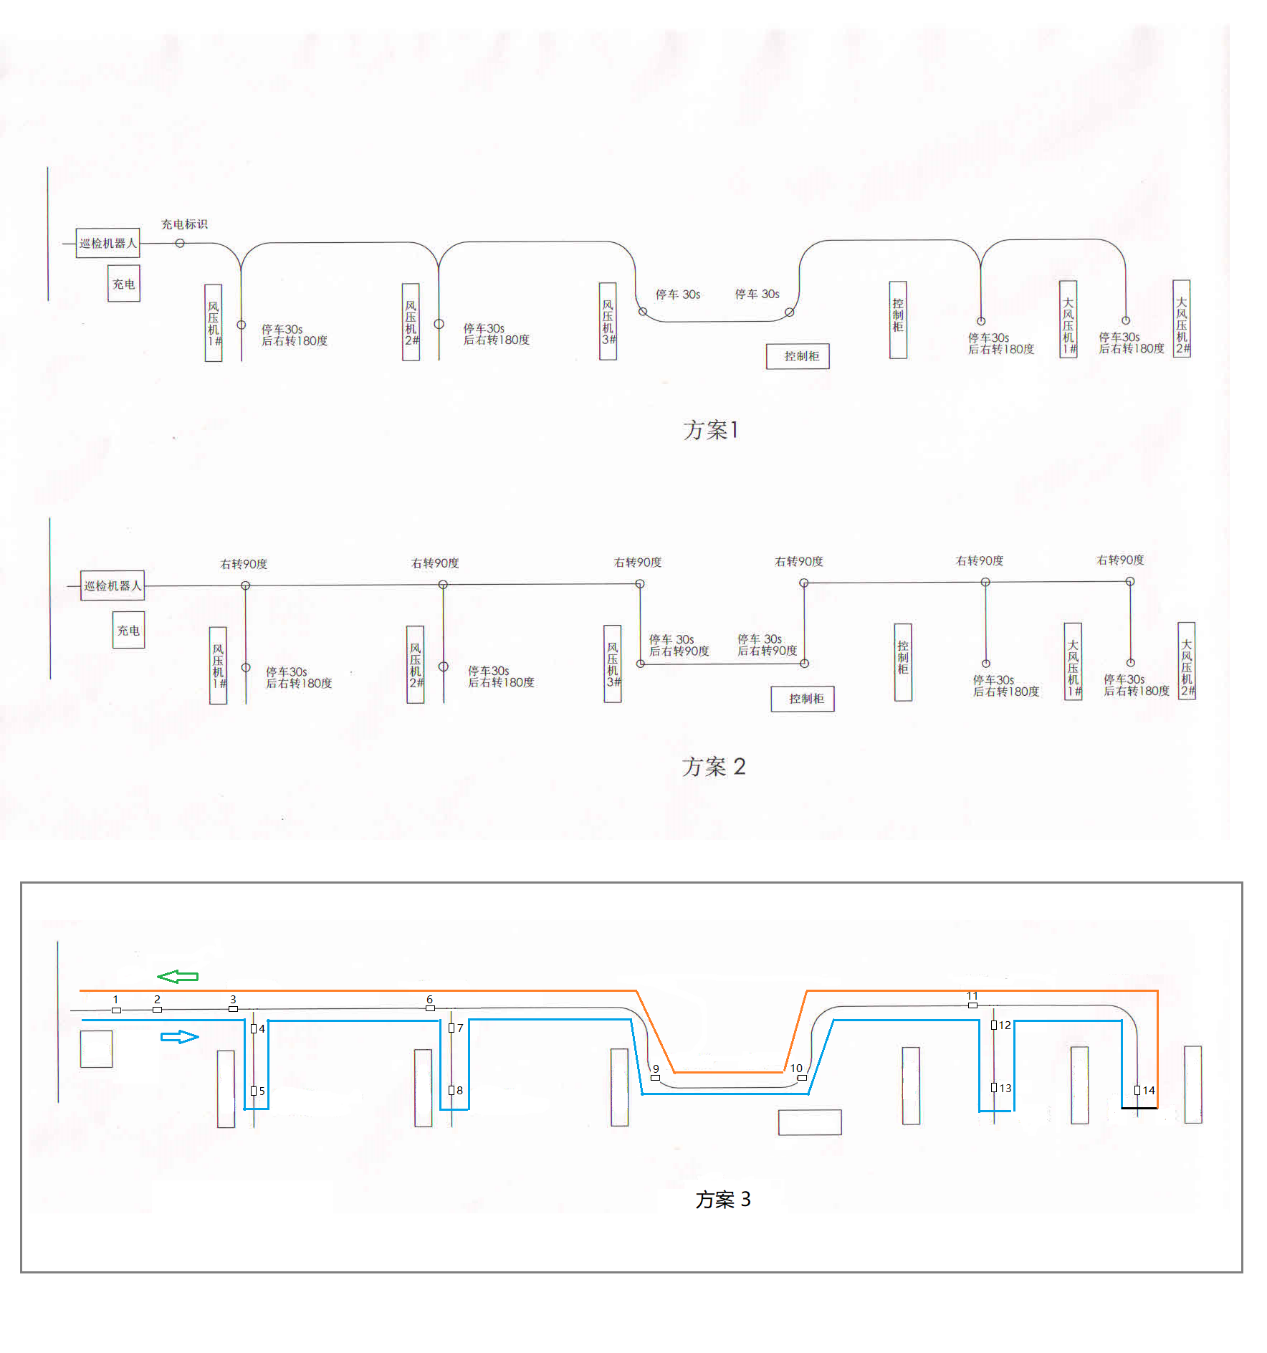 充电标识
巡检机器人
充电
风压机1#
停车30s
后右转180度
风压机2#
停车30s
后右转180度
风压机3#
停车 30s
停车 30s
控制柜
控制柜
停车30s
后右转180度
大风压机1#
停车30s
后右转180度
大风压机2#
方案1
右转90度
右转90度
右转90度
右转90度
右转90度
右转90度
巡检机器人
充电
风压机1#
停车30s
后右转180度
风压机2#
停车30s
后右转180度
风压机3#
停车 30s
后右转90度
停车 30s
后右转90度
控制柜
控制柜
停车30s
后右转180度
大风压机1#
停车30s
后右转180度
大风压机2#
方案 2
1
2
3
4
5
6
7
8
9
10
11
12
13
14
方案 3